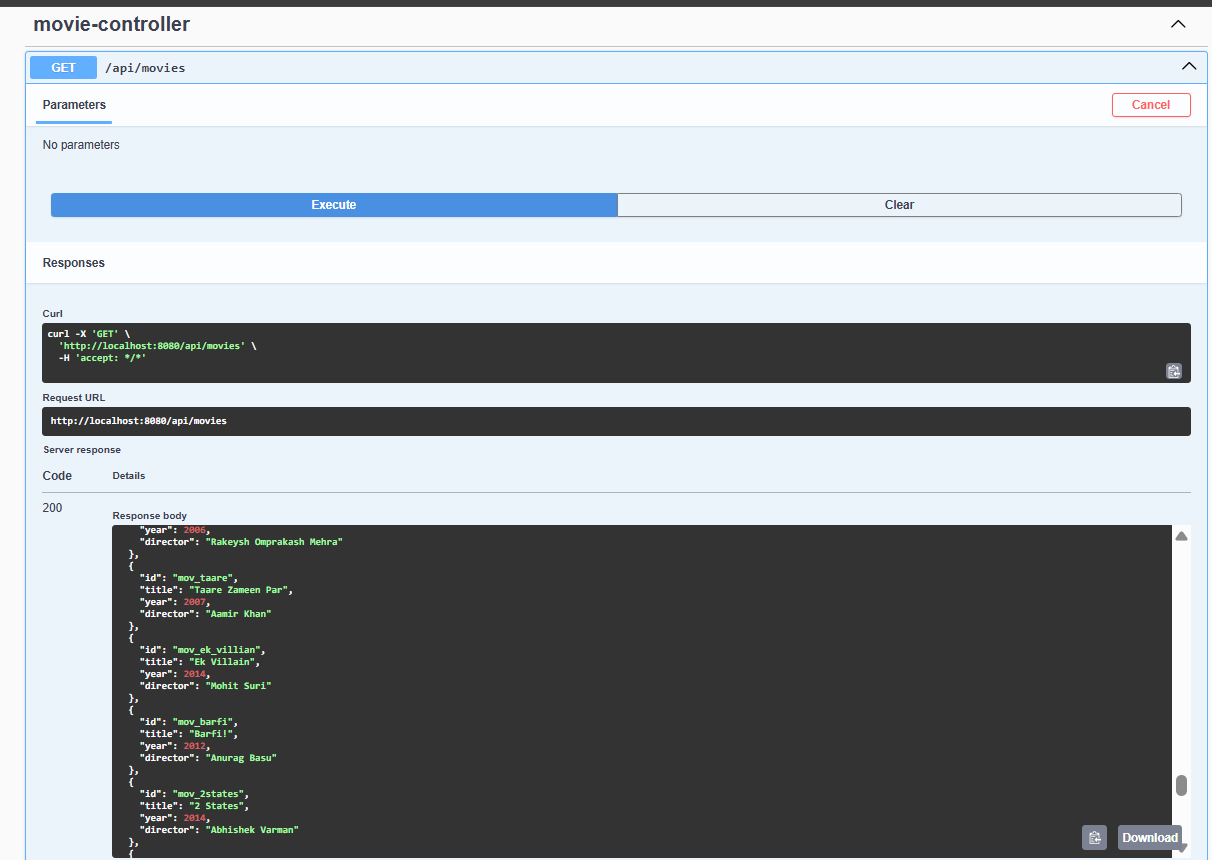 movie-controller
GET /api/movies
Parameters
Cancel
No parameters
Execute
Clear
Responses
Curl
curl -X 'GET' \
  'http://localhost:8080/api/movies' \
  -H 'accept: */*'
Request URL
http://localhost:8080/api/movies
Server response
Code Details
200
Response body
    "year": 2006,
    "director": "Rakeysh Omprakash Mehra"
  },
  {
    "id": "mov_taare",
    "title": "Taare Zameen Par",
    "year": 2007,
    "director": "Aamir Khan"
  },
  {
    "id": "mov_ek_villian",
    "title": "Ek Villain",
    "year": 2014,
    "director": "Mohit Suri"
  },
  {
    "id": "mov_barfi",
    "title": "Barfi!",
    "year": 2012,
    "director": "Anurag Basu"
  },
  {
    "id": "mov_2states",
    "title": "2 States",
    "year": 2014,
    "director": "Abhishek Varman"
  },
  {
Download